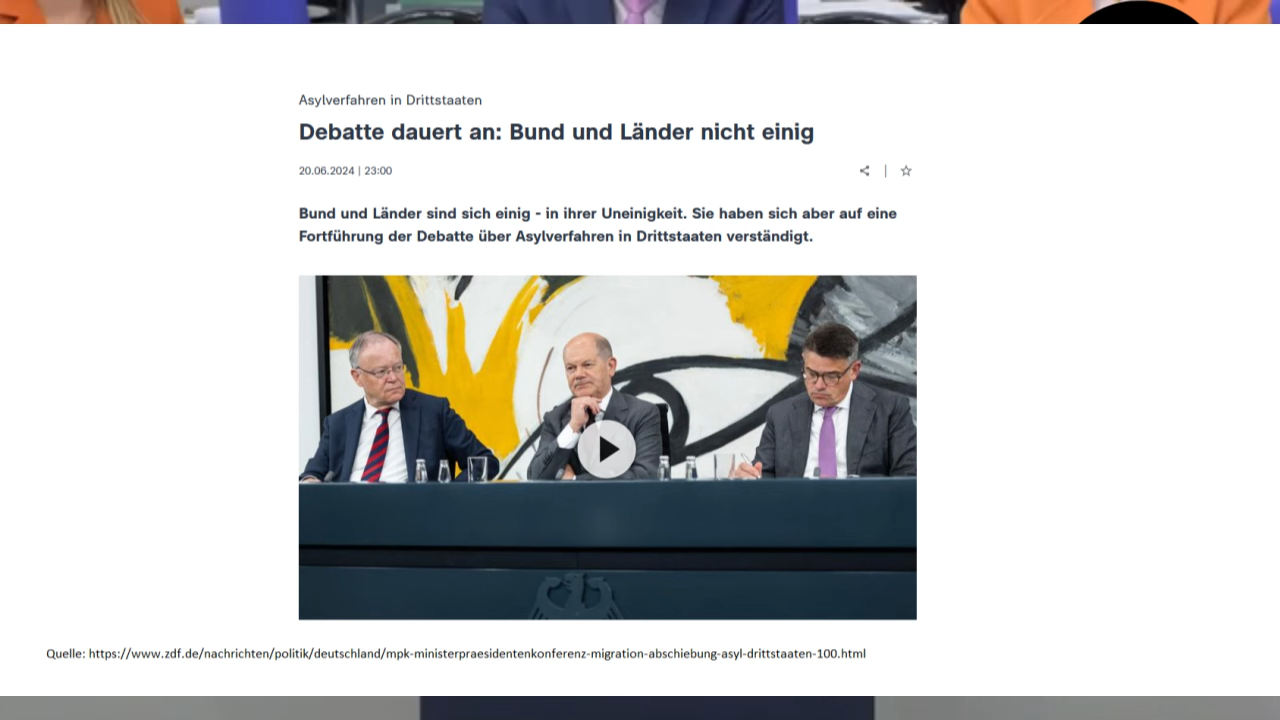 Asylverfahren in Drittstaaten
Debatte dauert an: Bund und Länder nicht einig
20.06.2024 | 23:00
Bund und Länder sind sich einig - in ihrer Uneinigkeit. Sie haben sich aber auf eine
Fortführung der Debatte über Asylverfahren in Drittstaaten verständigt.
Quelle: https://www.zdf.de/nachrichten/politik/deutschland/mpk-ministerpraesidentenkonferenz-migration-abschiebung-asyl-drittstaaten-100.html